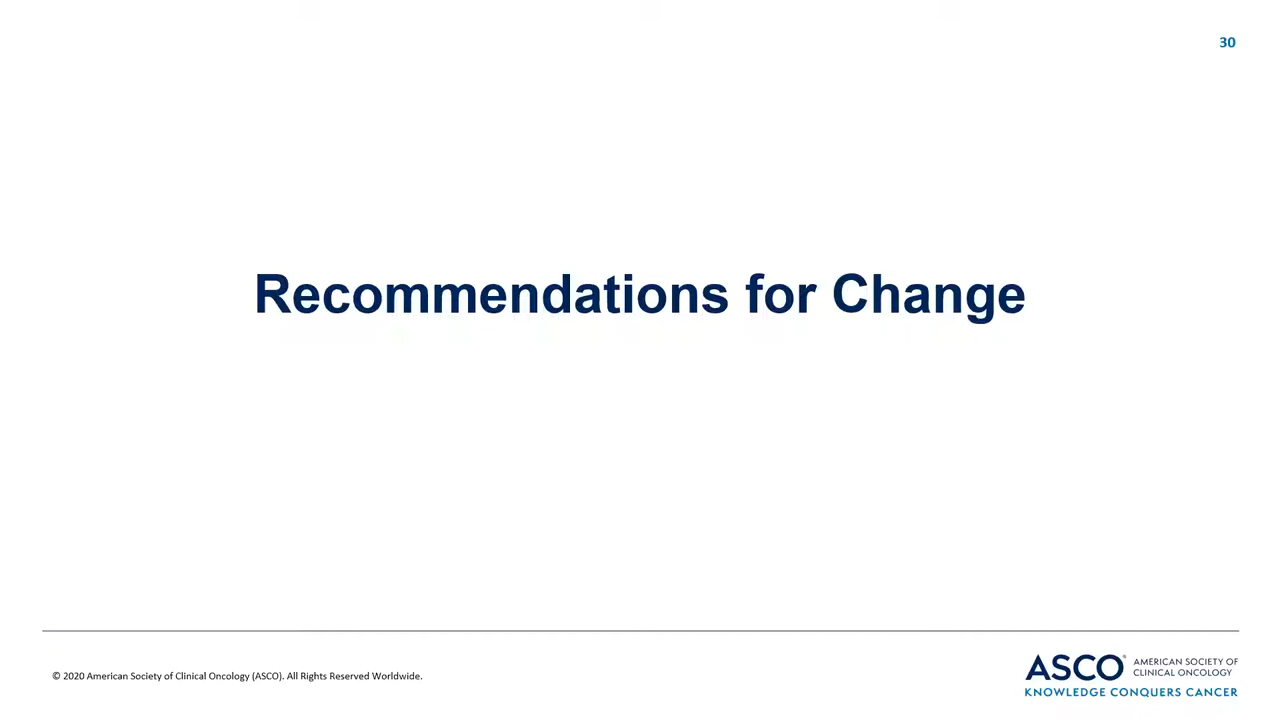 30
Recommendations for Change
© 2020 American Society of Clinical Oncology (ASCO). All Rights Reserved Worldwide.
ASCO® AMERICAN SOCIETY OF
CLINICAL ONCOLOGY
KNOWLEDGE CONQUERS CANCER